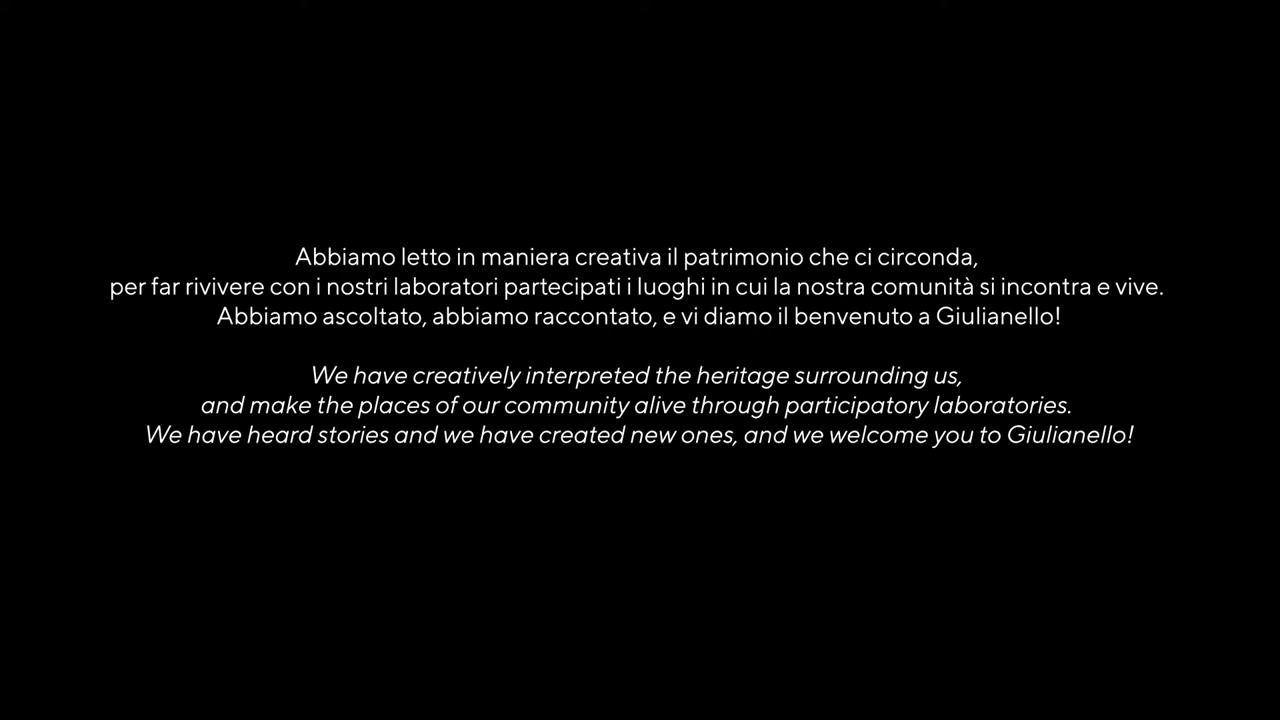 Abbiamo letto in maniera creativa il patrimonio che ci circonda,
per far rivivere con i nostri laboratori partecipati i luoghi in cui la nostra comunità si incontra e vive.
Abbiamo ascoltato, abbiamo raccontato, e vi diamo il benvenuto a Giulianello!
We have creatively interpreted the heritage surrounding us,
and make the places of our community alive through participatory laboratories.
We have heard stories and we have created new ones, and we welcome you to Giulianello!